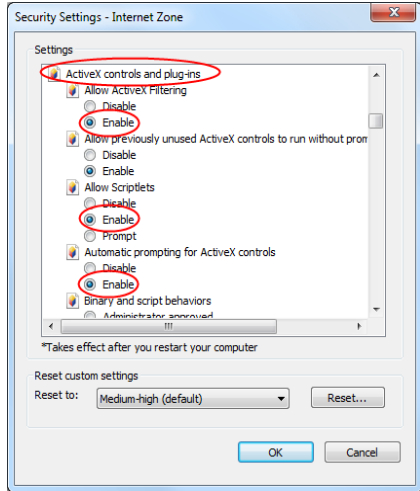 Security Settings - Internet Zone
Settings
ActiveX controls and plug-ins
Allow ActiveX Filtering
Disable
Enable
Allow previously unused ActiveX controls to run without prom
Disable
Enable
Allow Scriptlets
Disable
Enable
Prompt
Automatic prompting for ActiveX controls
Disable
Enable
Binary and script behaviors
Administrator approved
*Takes effect after you restart your computer
Reset custom settings
Reset to:
Medium-high (default)
Reset...
OK
Cancel